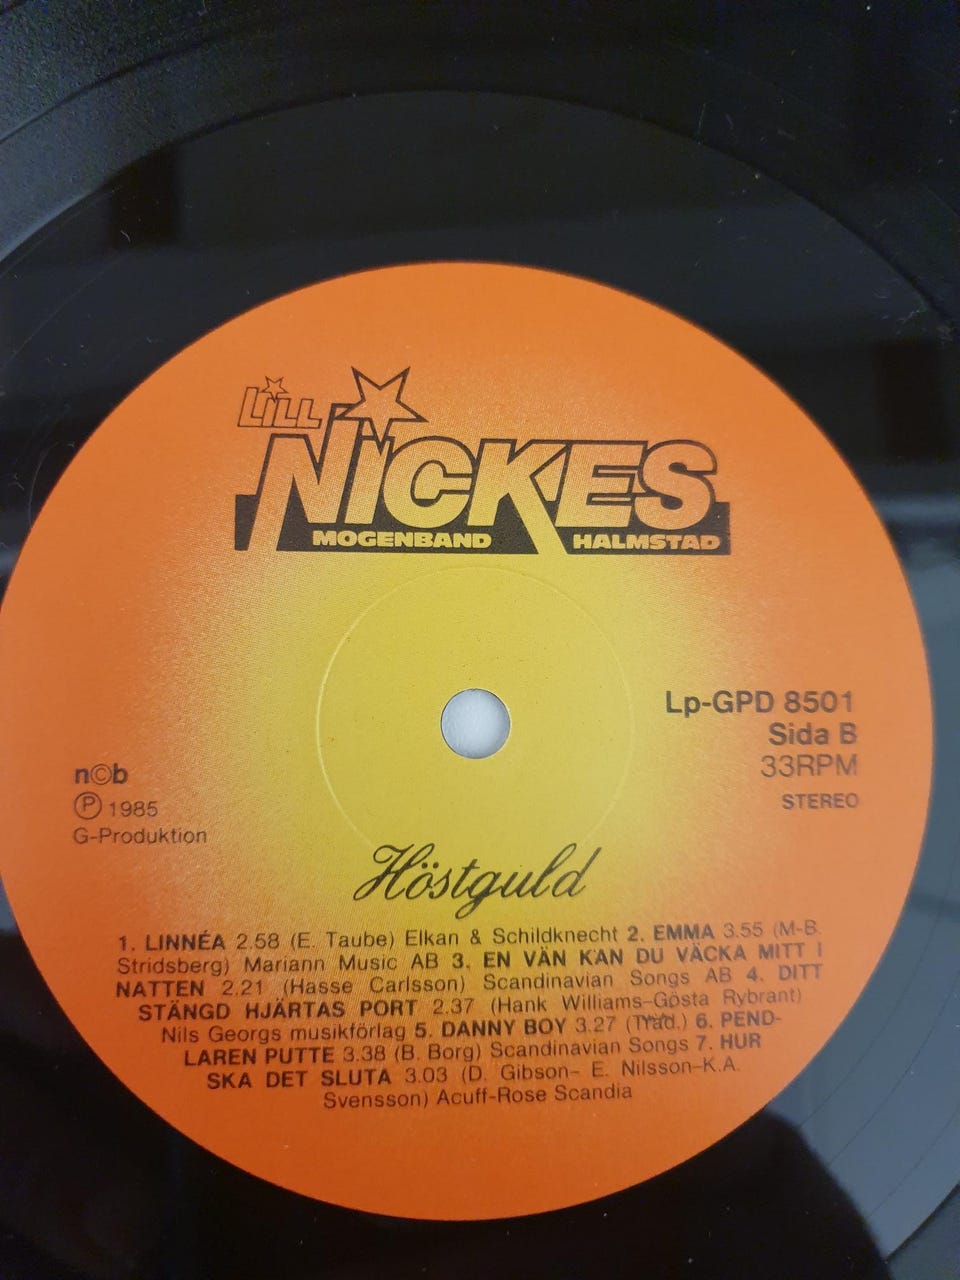 LILL
NICKES
MOGENBAND HALMSTAD
Lp-GPD 8501
Sida B
33RPM
STEREO
n©b
℗ 1985
G-Produktion
Höstguld
1. LINNÉA 2.58 (E. Taube) Elkan & Schildknecht 2. EMMA 3.55 (M-B.
Stridsberg) Mariann Music AB 3. EN VÄN KAN DU VÄCKA MITT I
NATTEN 2.21 (Hasse Carlsson) Scandinavian Songs AB 4. DITT
STÄNGD HJÄRTAS PORT 2.37 (Hank Williams-Gösta Rybrant)
Nils Georgs musikförlag 5. DANNY BOY 3.27 (Trad.) 6. PEND-
LAREN PUTTE 3.38 (B. Borg) Scandinavian Songs 7. HUR
SKA DET SLUTA 3.03 (D. Gibson- E. Nilsson-K.A.
Svensson) Acuff-Rose Scandia